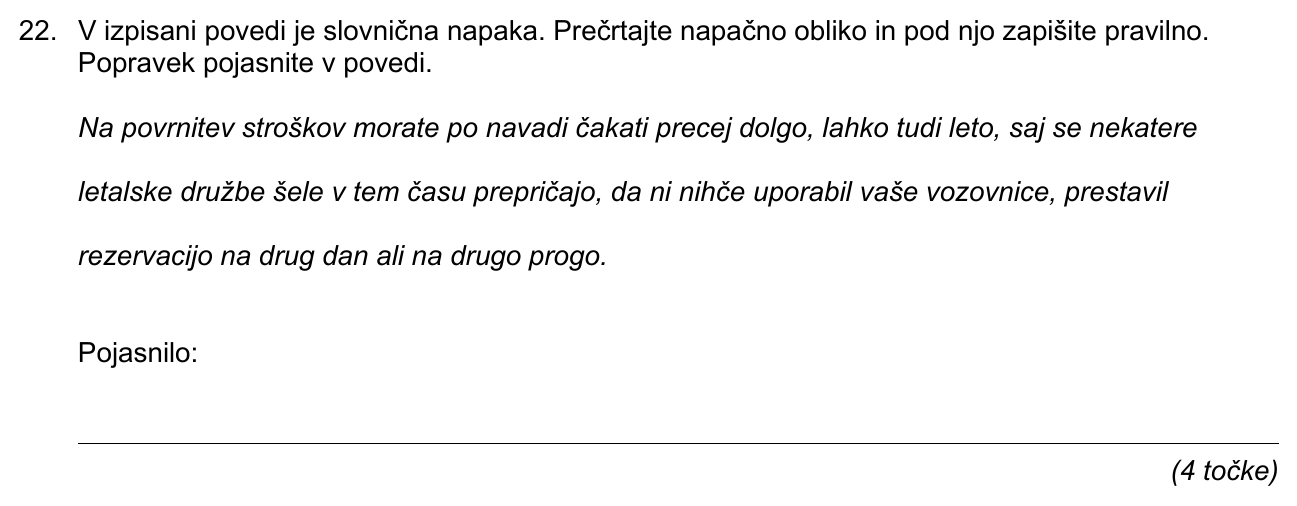 22. V izpisani povedi je slovnična napaka. Prečrtajte napačno obliko in pod njo zapišite pravilno.
Popravek pojasnite v povedi.
Na povrnitev stroškov morate po navadi čakati precej dolgo, lahko tudi leto, saj se nekatere
letalske družbe šele v tem času prepričajo, da ni nihče uporabil vaše vozovnice, prestavil
rezervacijo na drug dan ali na drugo progo.
Pojasnilo:
(4 točke)